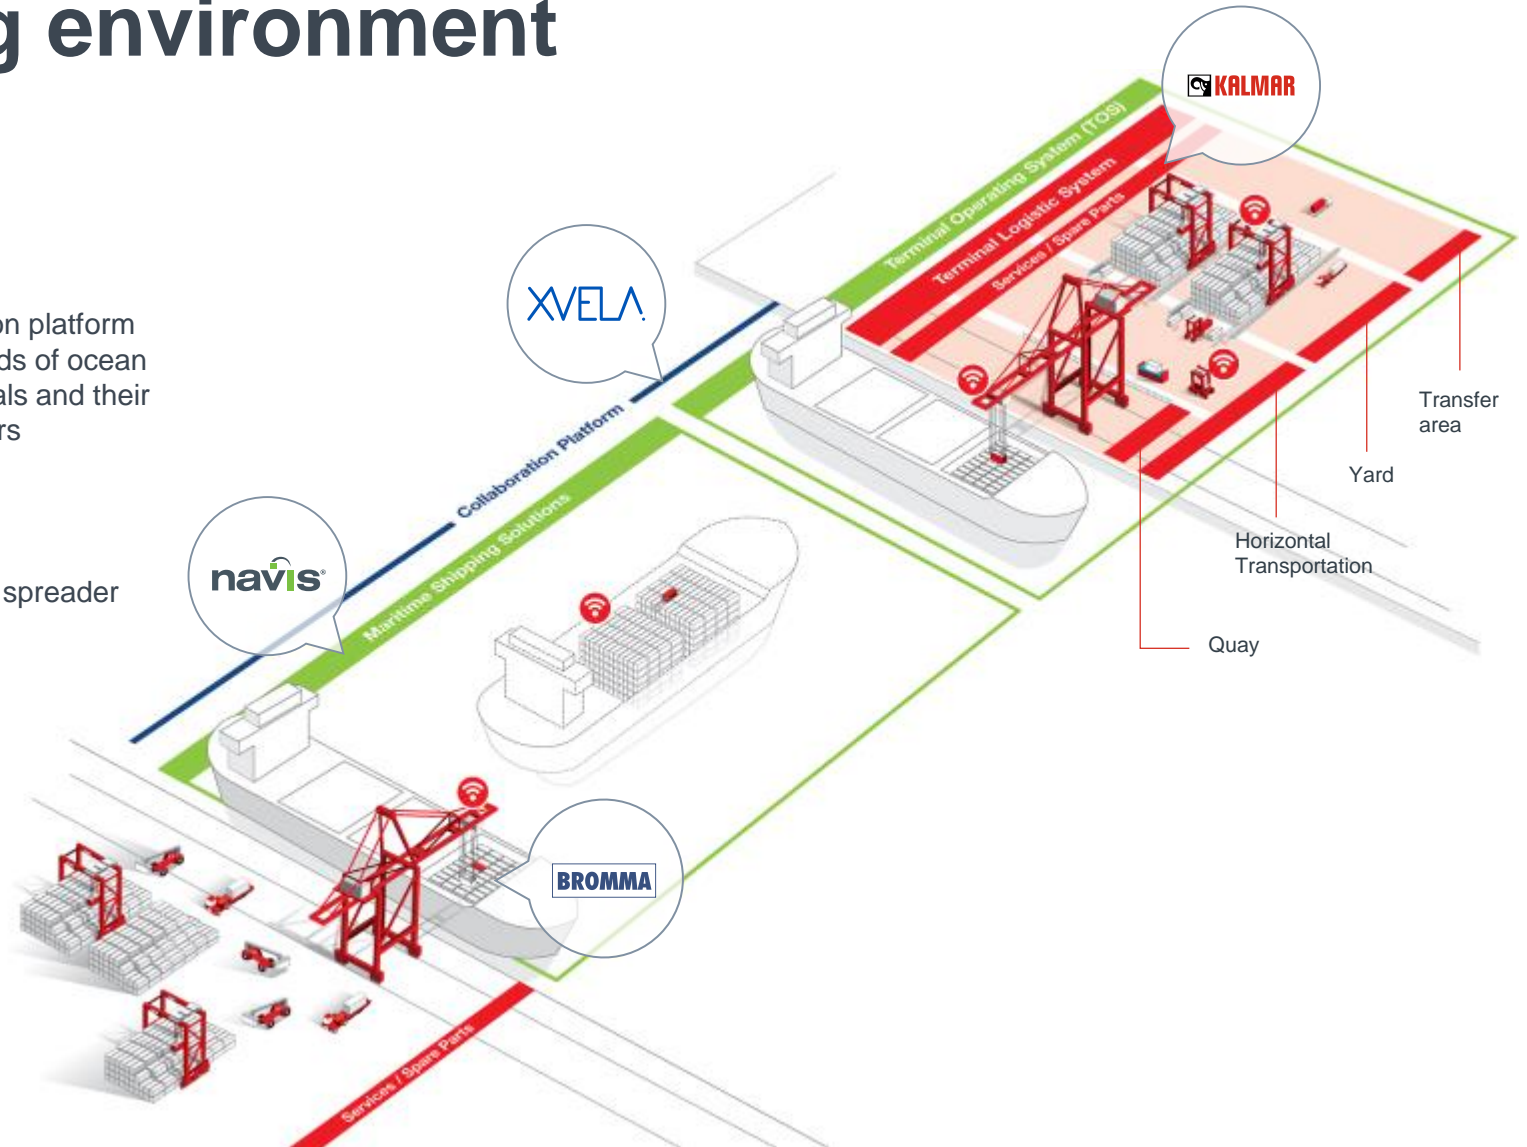 g environment
KALMAR
Terminal Operating System (TOS)
Terminal Logistic System
Services / Spare Parts
XVELA
on platform
ds of ocean
als and their
rs
Collaboration Platform
Transfer
area
Yard
Maritime Shipping Solutions
Horizontal
Transportation
navis
spreader
Quay
BROMMA
Services / Spare Parts